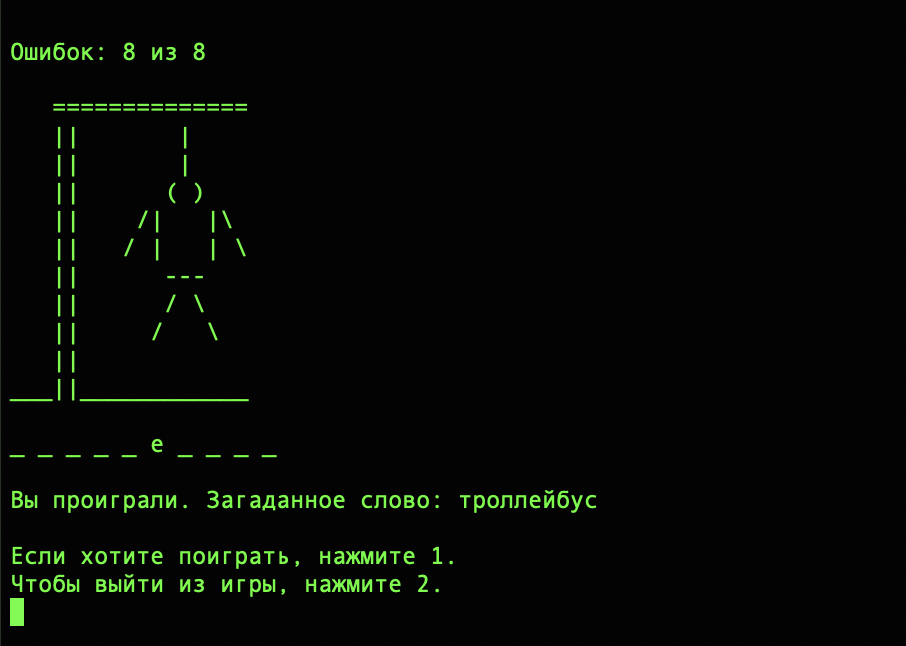 Ошибок: 8 из 8
   ==============
   ||       |
   ||       |
   ||      ( )
   ||    /|   |\
   ||   / |   | \
   ||      ---
   ||      / \
   ||     /   \
   ||
___||____________
_ _ _ _ _ е _ _ _ _
Вы проиграли. Загаданное слово: троллейбус
Если хотите поиграть, нажмите 1.
Чтобы выйти из игры, нажмите 2.